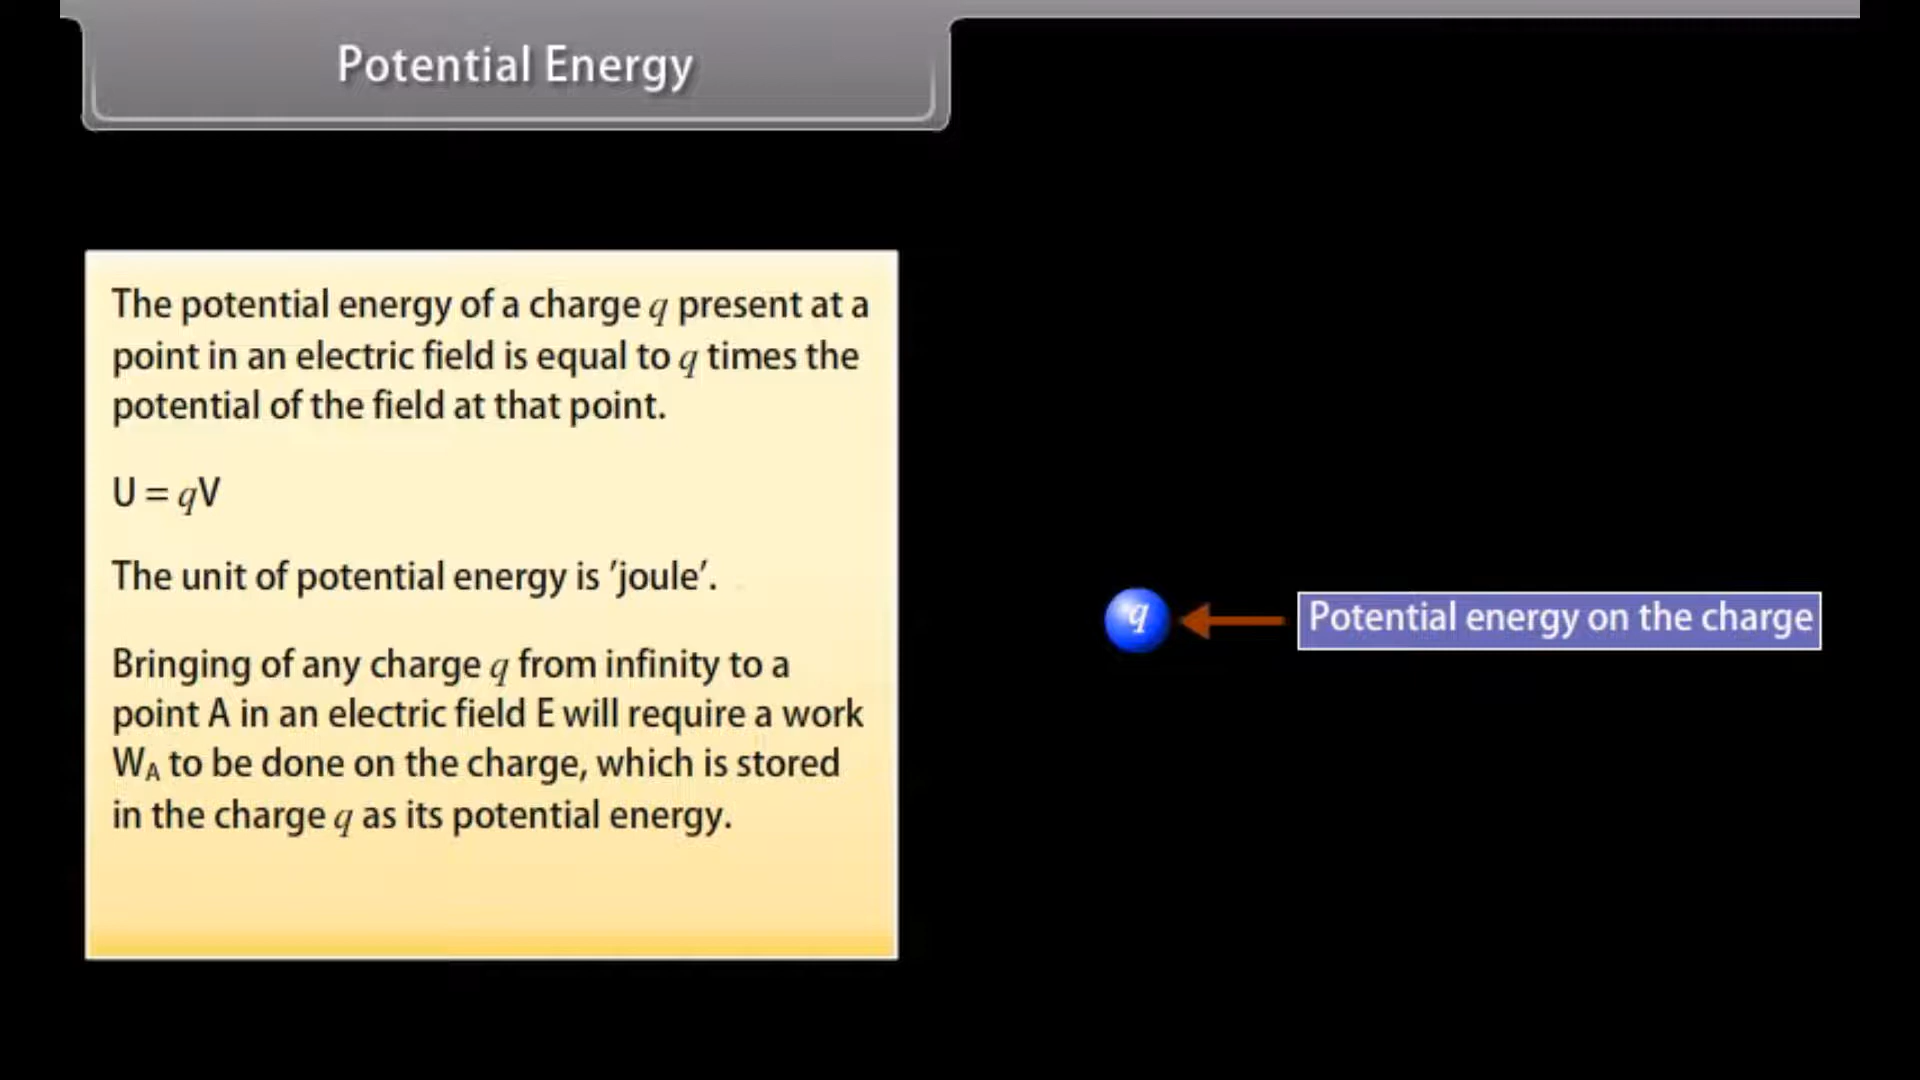 Potential Energy
The potential energy of a charge q present at a
point in an electric field is equal to q times the
potential of the field at that point.
U = qV
The unit of potential energy is 'joule'.
Bringing of any charge q from infinity to a
point A in an electric field E will require a work
W_A to be done on the charge, which is stored
in the charge q as its potential energy.
q
Potential energy on the charge